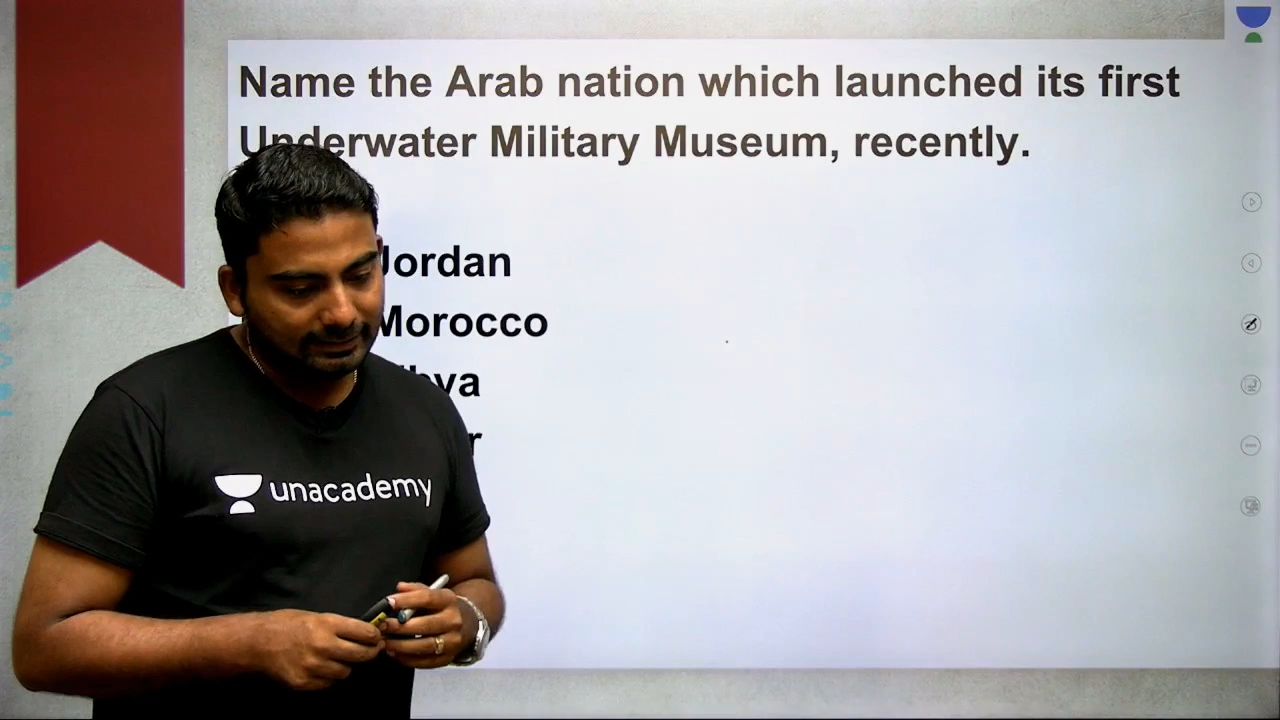 Name the Arab nation which launched its first
Underwater Military Museum, recently.
Jordan
Morocco
unacademy